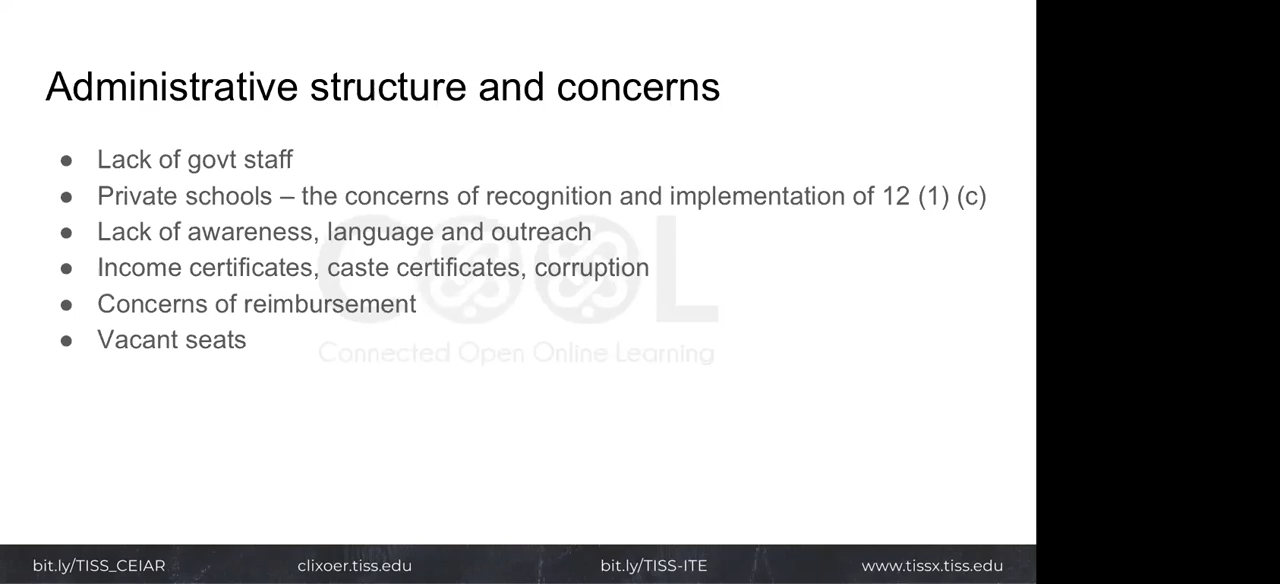 Administrative structure and concerns
● Lack of govt staff
● Private schools – the concerns of recognition and implementation of 12 (1) (c)
● Lack of awareness, language and outreach
● Income certificates, caste certificates, corruption
● Concerns of reimbursement
● Vacant seats
COOL
Connected Open Online Learning
bit.ly/TISS_CEIAR clixoer.tiss.edu bit.ly/TISS-ITE www.tissx.tiss.edu